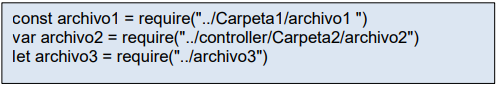 const archivo1 = require("../Carpeta1/archivo1 ")
var archivo2 = require("../controller/Carpeta2/archivo2")
let archivo3 = require("../archivo3")